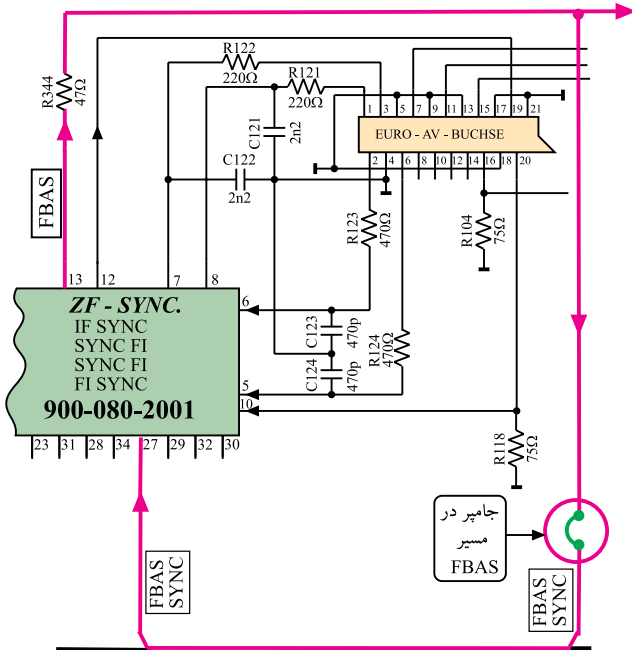 R122
220Ω
R121
220Ω
R344
47Ω
C121
2n2
1 3 5 7 9 11 13 15 17 19 21
EURO - AV - BUCHSE
2 4 6 8 10 12 14 16 18 20
C122
2n2
FBAS
R123
470Ω
R104
75Ω
13 12 7 8
ZF - SYNC.
IF SYNC
SYNC FI
SYNC FI
FI SYNC
900-080-2001
6
5
10
C123
470p
C124
470p
R124
470Ω
23 31 28 34 27 29 32 30
R118
75Ω
جامپر در
مسیر
FBAS
FBAS
SYNC
FBAS
SYNC